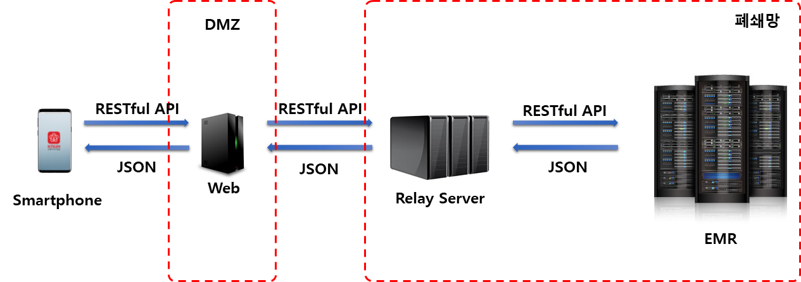 DMZ
폐쇄망
RESTful API
RESTful API
RESTful API
JSON
JSON
JSON
Smartphone
Web
Relay Server
EMR